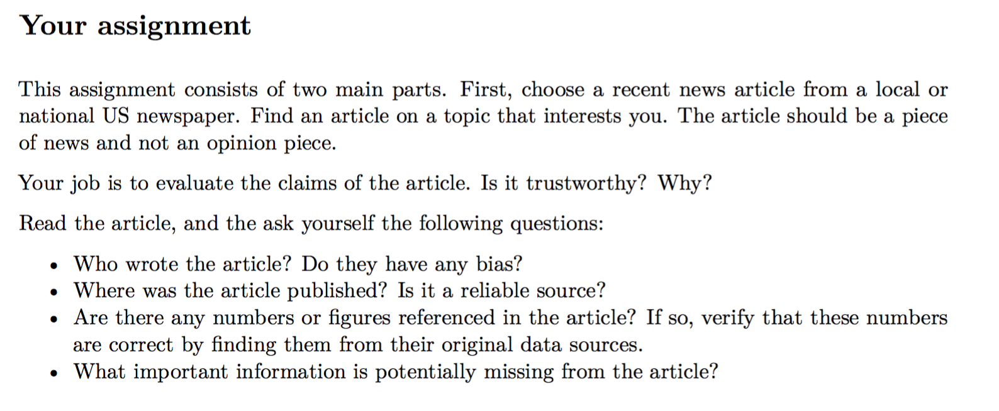 Your assignment
This assignment consists of two main parts. First, choose a recent news article from a local or
national US newspaper. Find an article on a topic that interests you. The article should be a piece
of news and not an opinion piece.
Your job is to evaluate the claims of the article. Is it trustworthy? Why?
Read the article, and the ask yourself the following questions:
• Who wrote the article? Do they have any bias?
• Where was the article published? Is it a reliable source?
• Are there any numbers or figures referenced in the article? If so, verify that these numbers
are correct by finding them from their original data sources.
• What important information is potentially missing from the article?